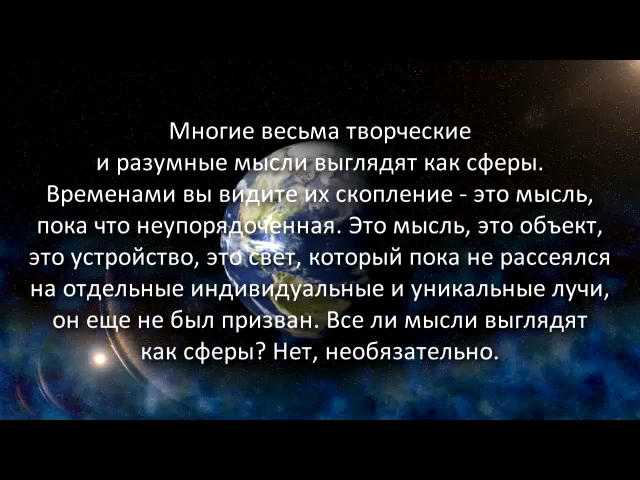 Многие весьма творческие
и разумные мысли выглядят как сферы.
Временами вы видите их скопление - это мысль,
пока что неупорядоченная. Это мысль, это объект,
это устройство, это свет, который пока не рассеялся
на отдельные индивидуальные и уникальные лучи,
он еще не был призван. Все ли мысли выглядят
как сферы? Нет, необязательно.